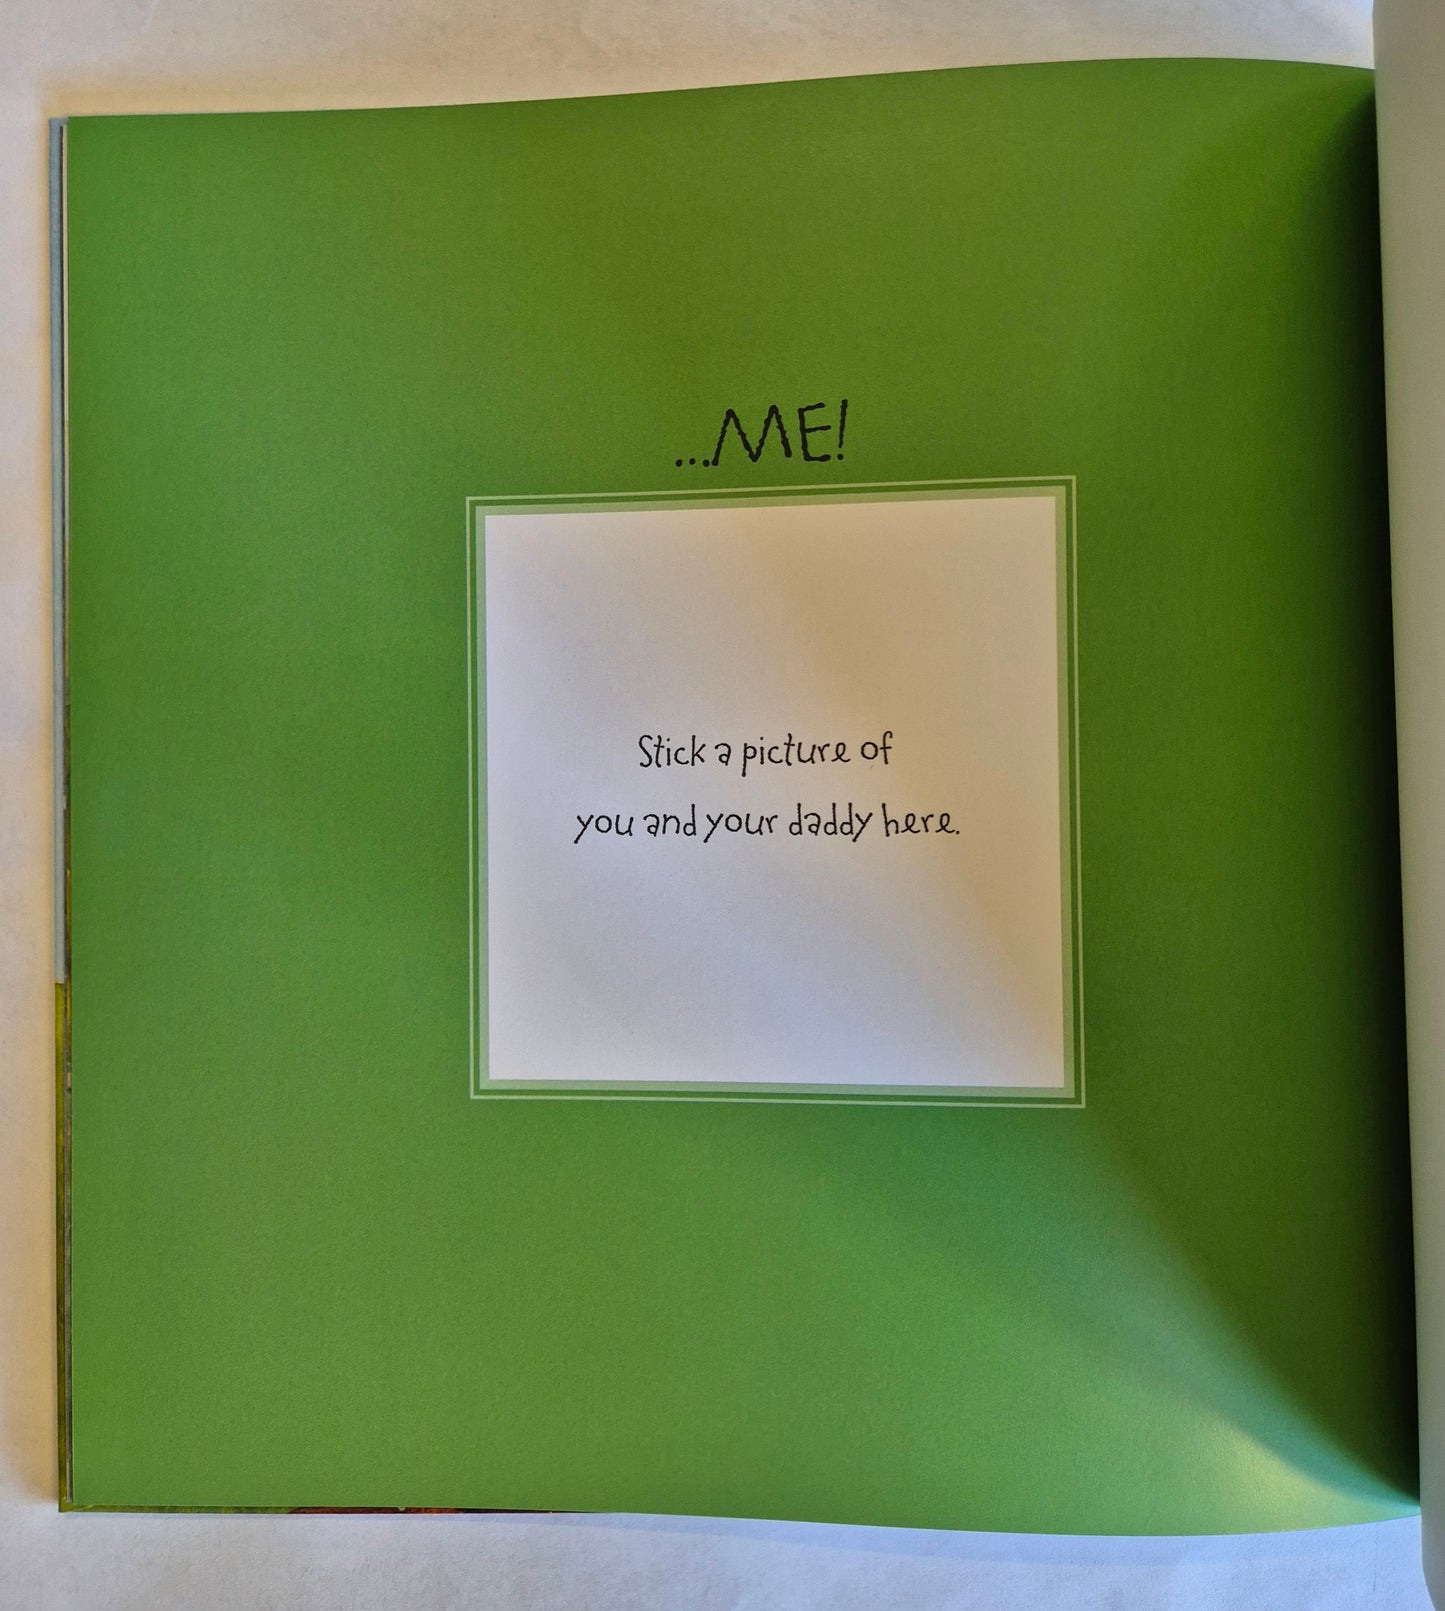 ...ME!
Stick a picture of
you and your daddy here.